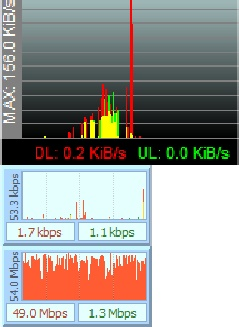 MAX: 156.0 KiB/s
DL: 0.2 KiB/s UL: 0.0 KiB/s
53.3 kbps
1.7 kbps 1.1 kbps
54.0 Mbps
49.0 Mbps 1.3 Mbps